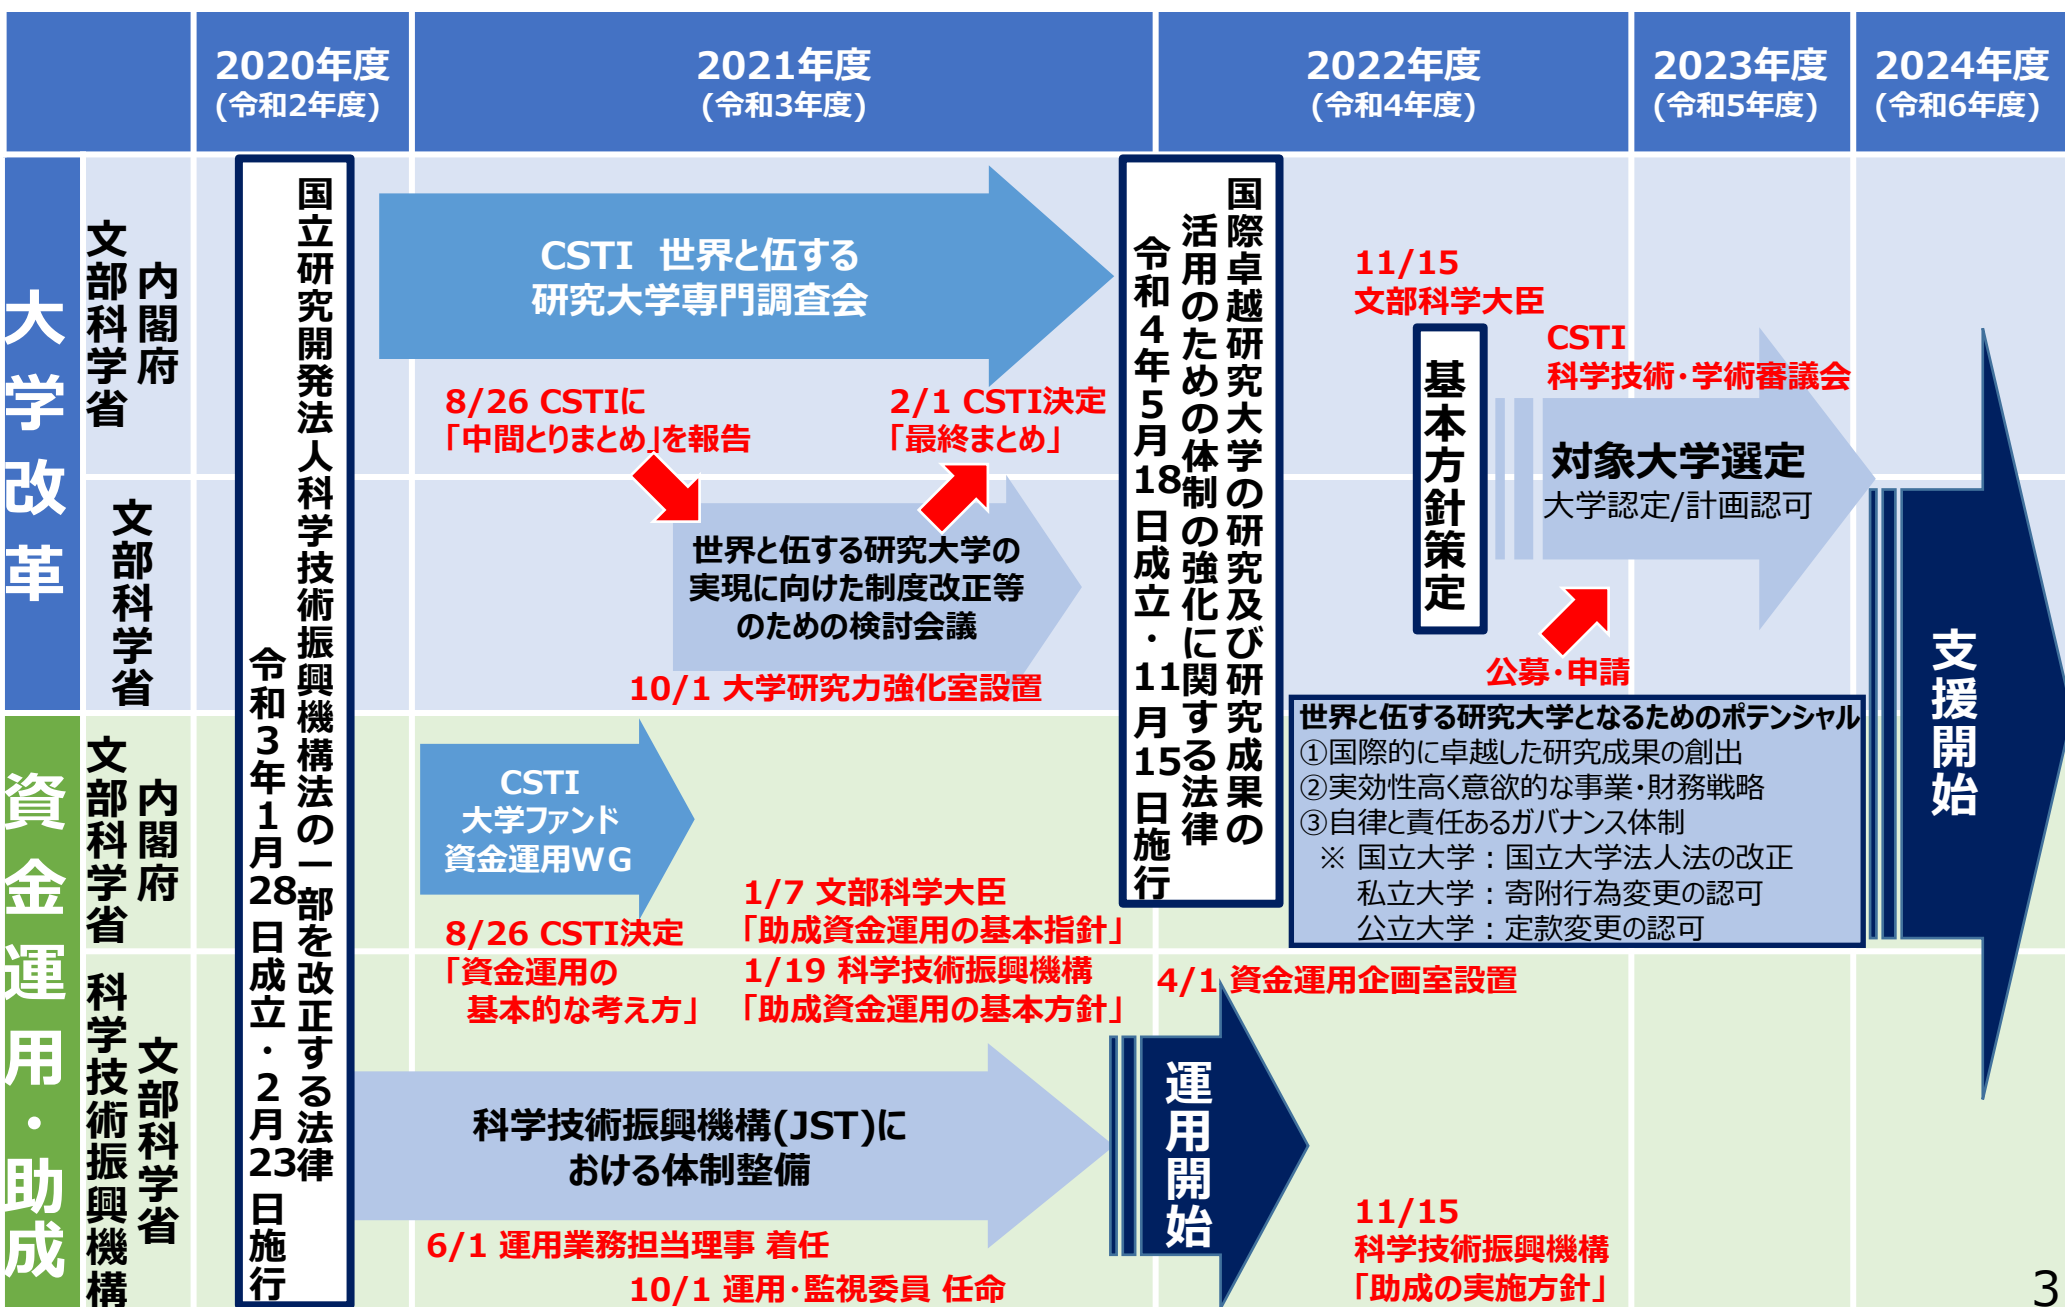 2020年度
(令和2年度)
2021年度
(令和3年度)
2022年度
(令和4年度)
2023年度
(令和5年度)
2024年度
(令和6年度)
大学改革
内閣府
文部科学省
文部科学省
国立研究開発法人科学技術振興機構法の一部を改正する法律
令和3年1月28日成立・2月23日施行
CSTI 世界と伍する
研究大学専門調査会
8/26 CSTIに
「中間とりまとめ」を報告
2/1 CSTI決定
「最終まとめ」
世界と伍する研究大学の
実現に向けた制度改正等
のための検討会議
10/1 大学研究力強化室設置
国際卓越研究大学の研究及び研究成果の
活用のための体制の強化に関する法律
令和4年5月18日成立・11月15日施行
11/15
文部科学大臣
基本方針策定
CSTI
科学技術・学術審議会
対象大学選定
大学認定/計画認可
公募・申請
世界と伍する研究大学となるためのポテンシャル
①国際的に卓越した研究成果の創出
②実効性高く意欲的な事業・財務戦略
③自律と責任あるガバナンス体制
※ 国立大学：国立大学法人法の改正
私立大学：寄附行為変更の認可
公立大学：定款変更の認可
支援開始
資金運用・助成
内閣府
文部科学省
文部科学省
科学技術振興機構
CSTI
大学ファンド
資金運用WG
8/26 CSTI決定
「資金運用の
基本的な考え方」
1/7 文部科学大臣
「助成資金運用の基本指針」
1/19 科学技術振興機構
「助成資金運用の基本方針」
4/1 資金運用企画室設置
科学技術振興機構(JST)に
おける体制整備
6/1 運用業務担当理事 着任
10/1 運用・監視委員 任命
運用開始
11/15
科学技術振興機構
「助成の実施方針」
3